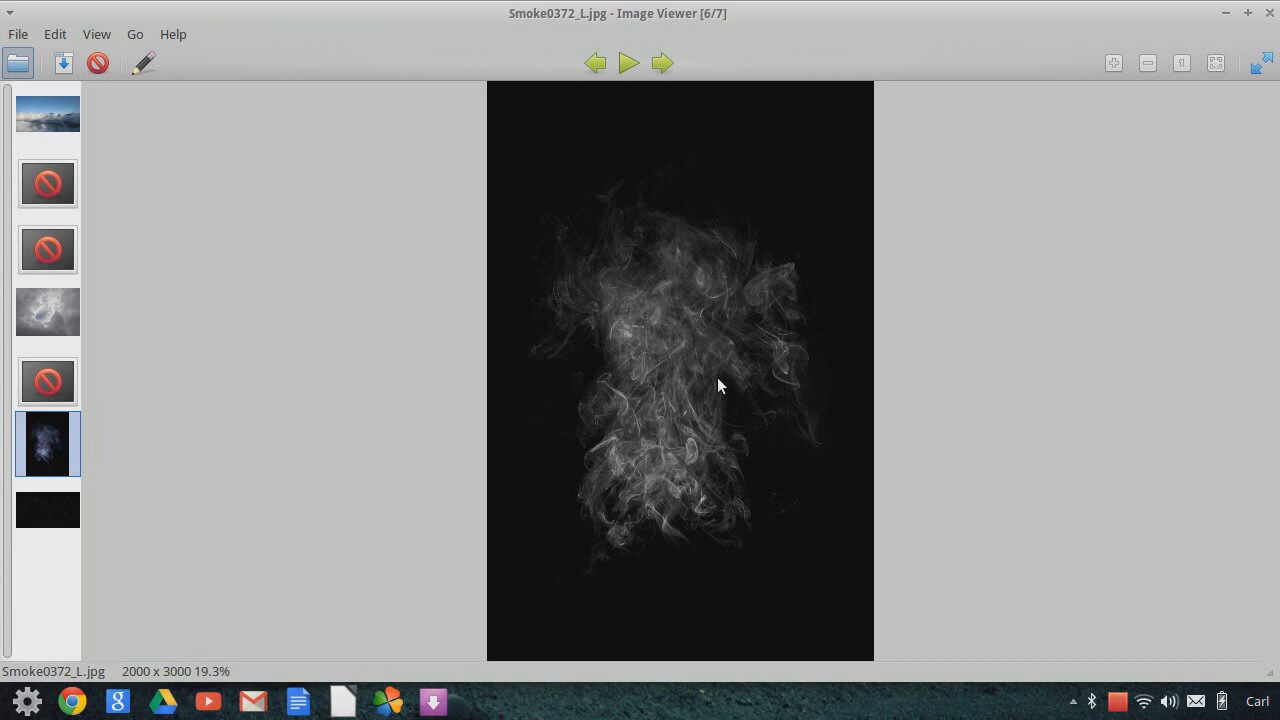 Smoke0372_L.jpg - Image Viewer [6/7]
File Edit View Go Help
Smoke0372_L.jpg 2000 x 3000 19.3%
Carl